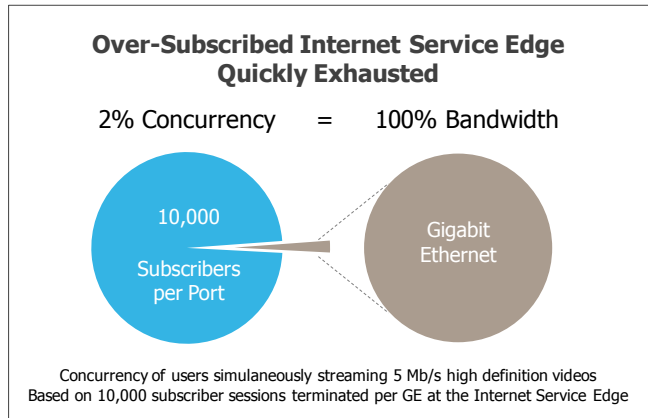 Over-Subscribed Internet Service Edge
Quickly Exhausted
2% Concurrency = 100% Bandwidth
10,000
Subscribers
per Port
Gigabit
Ethernet
Concurrency of users simultaneously streaming 5 Mb/s high definition videos
Based on 10,000 subscriber sessions terminated per GE at the Internet Service Edge